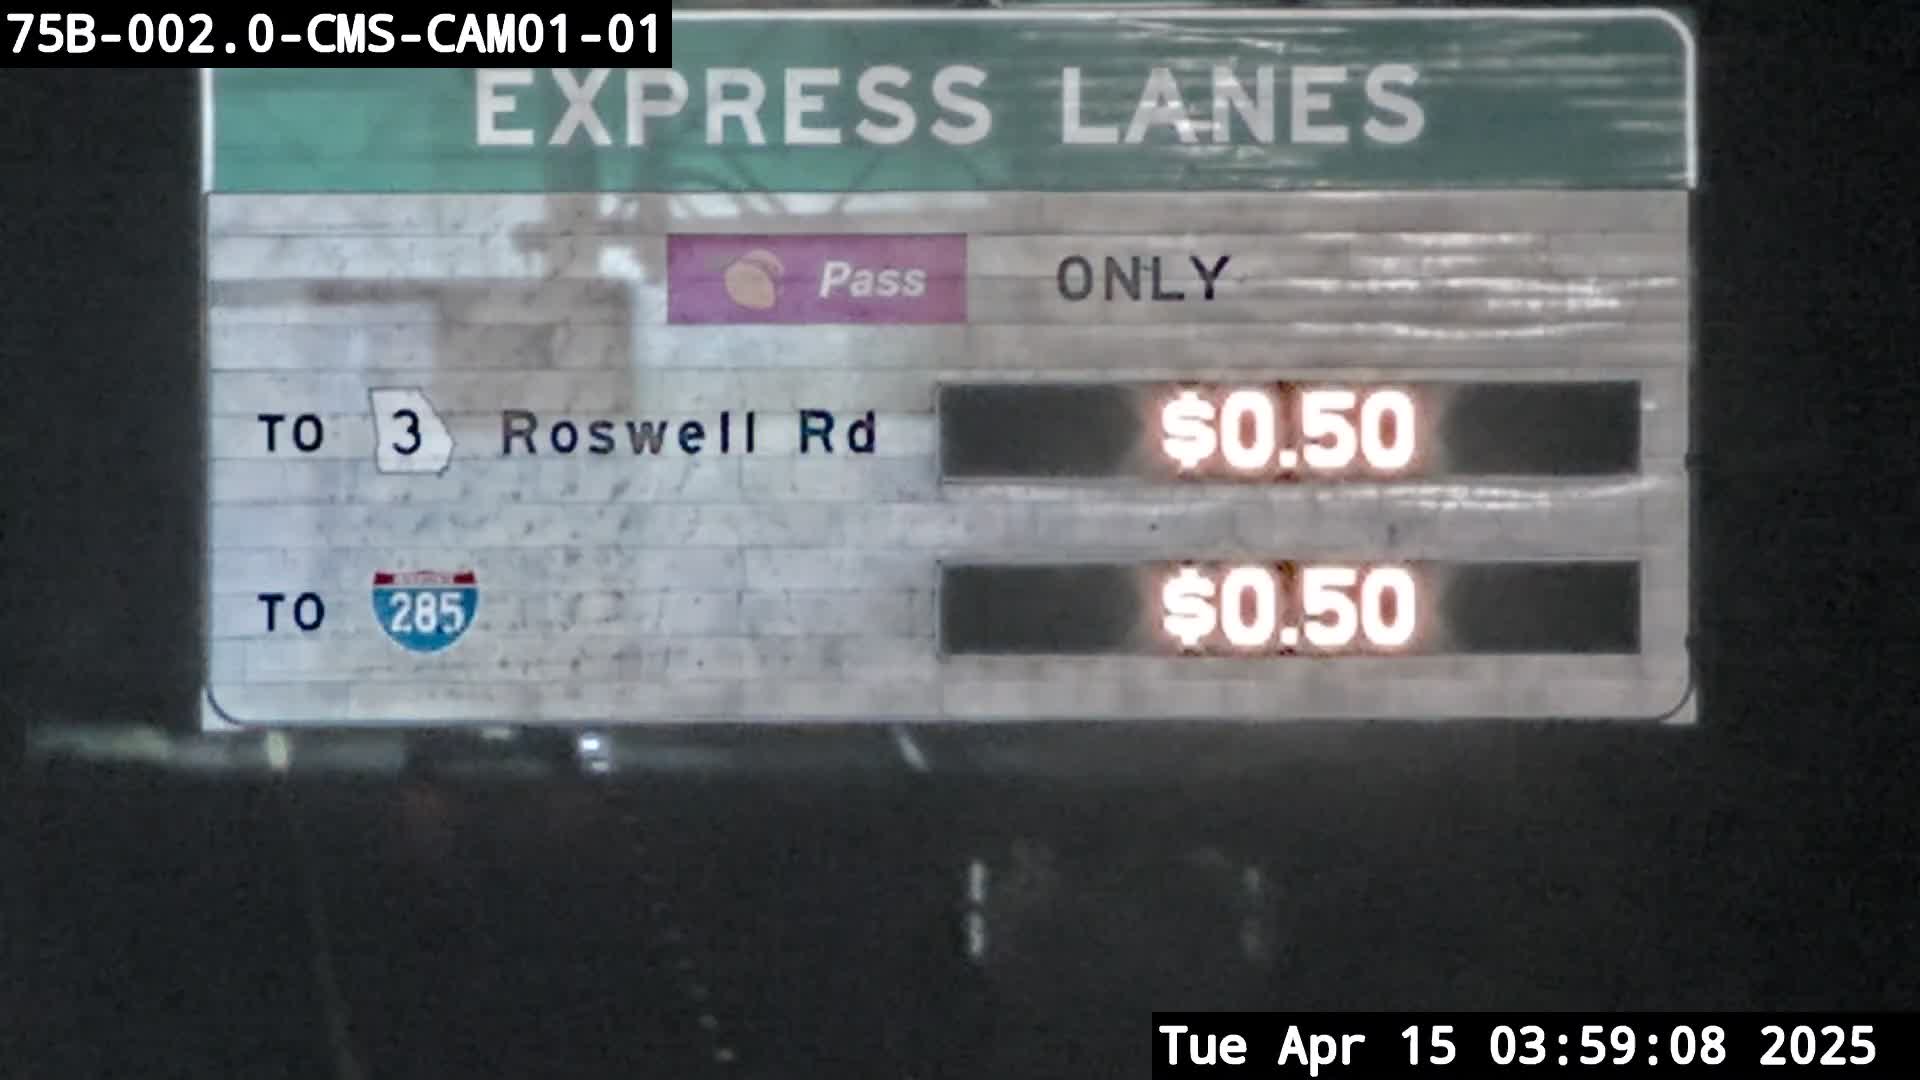 75B-002.0-CMS-CAM01-01
EXPRESS LANES
Pass ONLY
TO 3 Roswell Rd $0.50
TO 285 $0.50
Tue Apr 15 03:59:08 2025